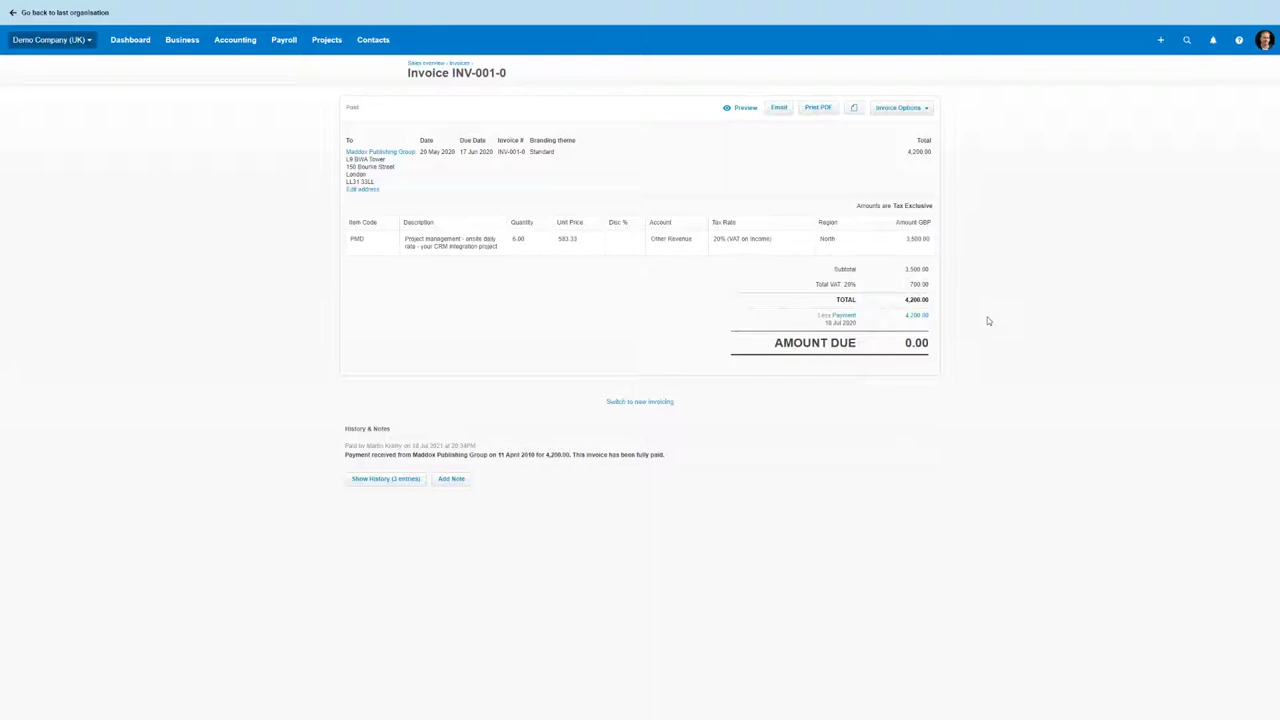 Go back to last organisation
Demo Company (UK) Dashboard Business Accounting Payroll Projects Contacts
Sales overview › Invoices ›
Invoice INV-001-0
Paid Preview Email Print PDF Invoice Options
To Date Due Date Invoice # Branding theme Total
Maddox Publishing Group 20 May 2020 17 Jun 2020 INV-001-0 Standard 4,200.00
L9 BWA Tower
150 Bourke Street
London
LL31 33LL
Edit address
Amounts are Tax Exclusive
Item Code Description Quantity Unit Price Disc % Account Tax Rate Region Amount GBP
PMD Project management - onsite daily 6.00 583.33 Other Revenue 20% (VAT on Income) North 3,500.00
rate - your CRM integration project
Subtotal 3,500.00
Total VAT 20% 700.00
TOTAL 4,200.00
Less Payment 4,200.00
18 Jul 2020
AMOUNT DUE 0.00
Switch to new invoicing
History & Notes
Paid by Martin on 18 Jul 2021 at 20:34PM
Payment received from Maddox Publishing Group on 11 April 2010 for 4,200.00. This invoice has been fully paid.
Show History (3 entries) Add Note